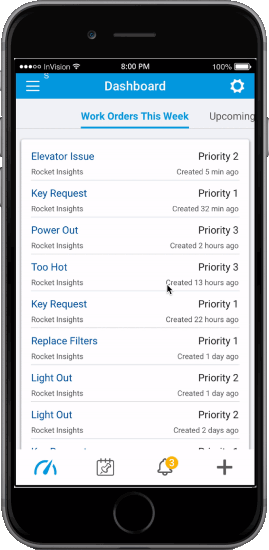 InVision 8:00 PM 100%
S
Dashboard
Work Orders This Week Upcoming
Elevator Issue Priority 2
Rocket Insights Created 5 min ago
Key Request Priority 1
Rocket Insights Created 32 min ago
Power Out Priority 3
Rocket Insights Created 2 hours ago
Too Hot Priority 3
Rocket Insights Created 13 hours ago
Key Request Priority 1
Rocket Insights Created 22 hours ago
Replace Filters Priority 1
Rocket Insights Created 1 day ago
Light Out Priority 2
Rocket Insights Created 1 day ago
Light Out Priority 2
Rocket Insights Created 2 days ago
3